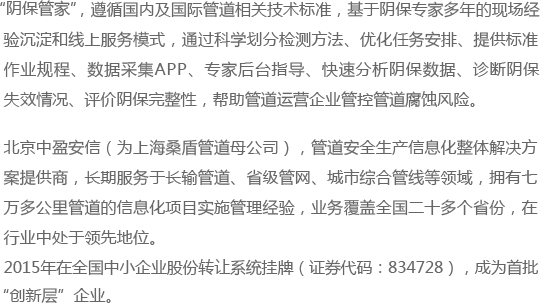 “阴保管家”，遵循国内及国际管道相关技术标准，基于阴保专家多年的现场经
验沉淀和线上服务模式，通过科学划分检测方法、优化任务安排、提供标准
作业规程、数据采集APP、专家后台指导、快速分析阴保数据、诊断阴保
失效情况、评价阴保完整性，帮助管道运营企业管控管道腐蚀风险。
北京中盈安信（为上海桑盾管道母公司），管道安全生产信息化整体解决方
案提供商，长期服务于长输管道、省级管网、城市综合管线等领域，拥有七
万多公里管道的信息化项目实施管理经验，业务覆盖全国二十多个省份，在
行业中处于领先地位。
2015年在全国中小企业股份转让系统挂牌（证券代码：834728），成为首批
“创新层” 企业。